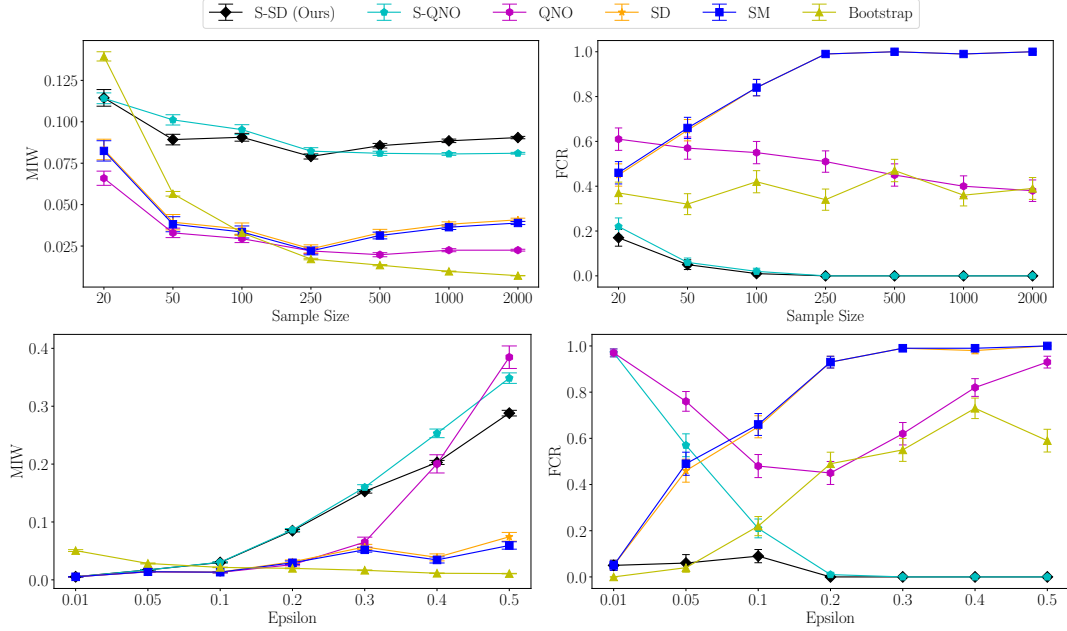 S-SD (Ours) S-QNO QNO SD SM Bootstrap
MIW
0.125
0.100
0.075
0.050
0.025
20 50 100 250 500 1000 2000
Sample Size
FCR
1.0
0.8
0.6
0.4
0.2
0.0
20 50 100 250 500 1000 2000
Sample Size
MIW
0.4
0.3
0.2
0.1
0.0
0.01 0.05 0.1 0.2 0.3 0.4 0.5
Epsilon
FCR
1.0
0.8
0.6
0.4
0.2
0.0
0.01 0.05 0.1 0.2 0.3 0.4 0.5
Epsilon